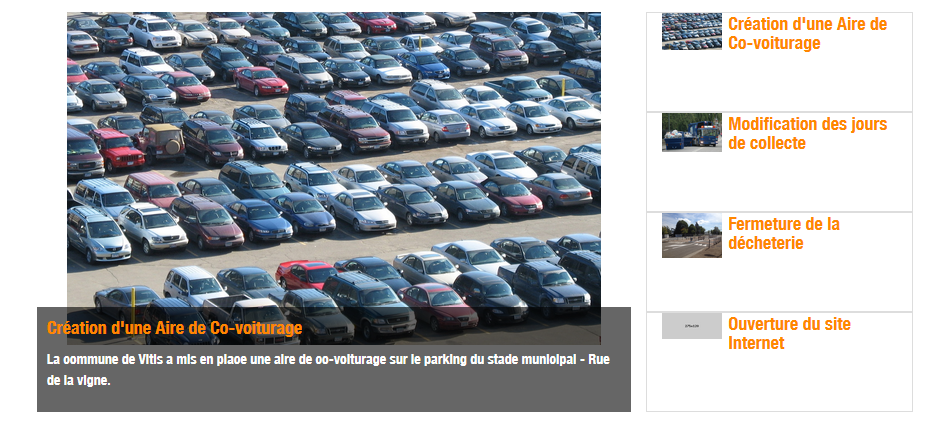 Création d'une Aire de Co-voiturage
La commune de Vitis a mis en place une aire de co-voiturage sur le parking du stade municipal - Rue
de la vigne.
Création d'une Aire de
Co-voiturage
Modification des jours
de collecte
Fermeture de la
décheterie
Ouverture du site
Internet